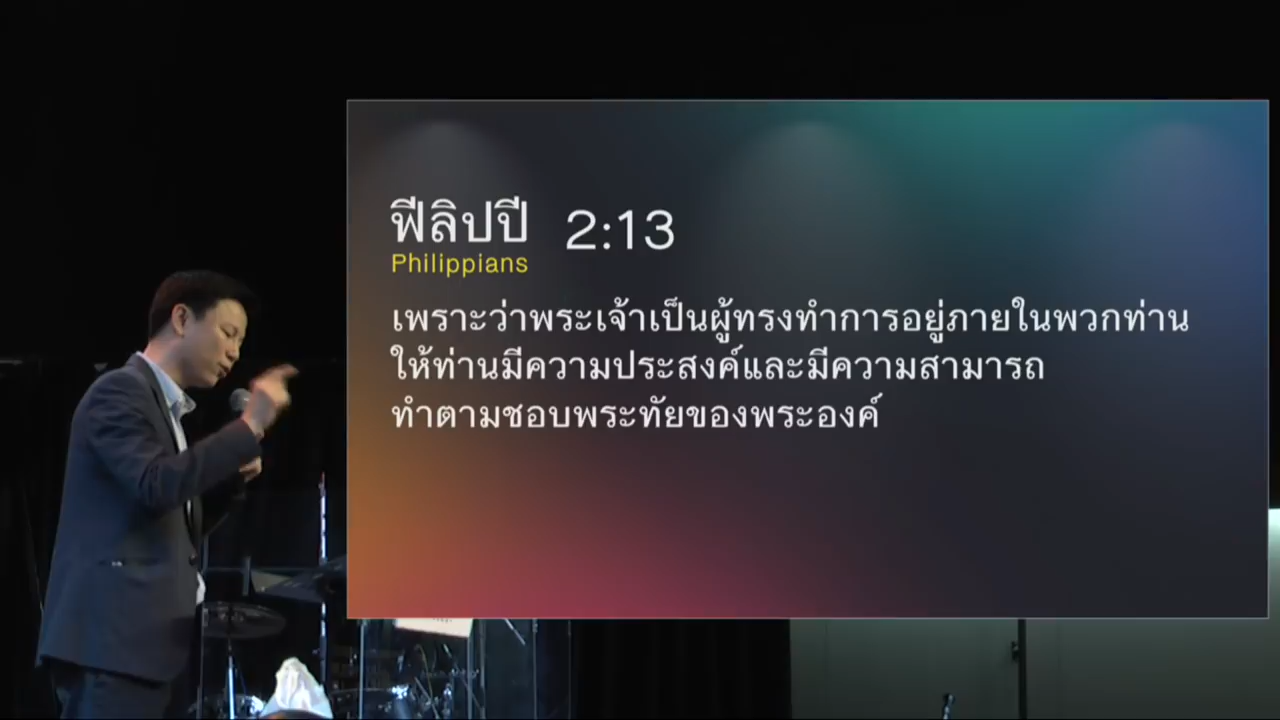 ฟีลิปปี 2:13
Philippians
เพราะว่าพระเจ้าเป็นผู้ทรงทำการอยู่ภายในพวกท่าน
ให้ท่านมีความประสงค์และมีความสามารถ
ทำตามชอบพระทัยของพระองค์